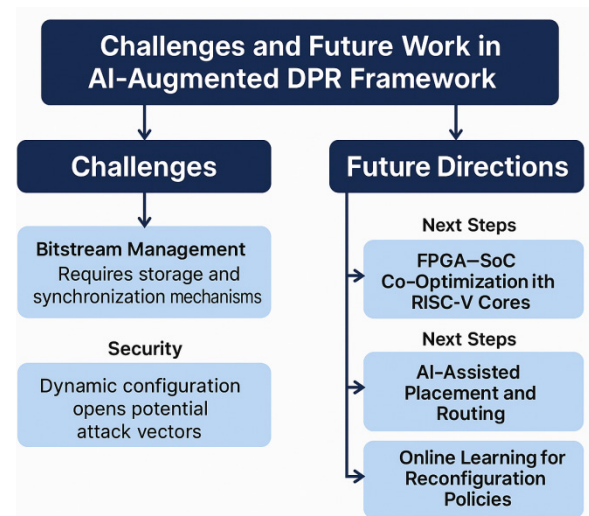 Challenges and Future Work in
AI-Augmented DPR Framework
Challenges
Bitstream Management
Requires storage and
synchronization mechanisms
Security
Dynamic configuration
opens potential
attack vectors
Future Directions
Next Steps
FPGA–SoC
Co-Optimization ith
RISC-V Cores
Next Steps
AI-Assisted
Placement and
Routing
Online Learning for
Reconfiguration
Policies